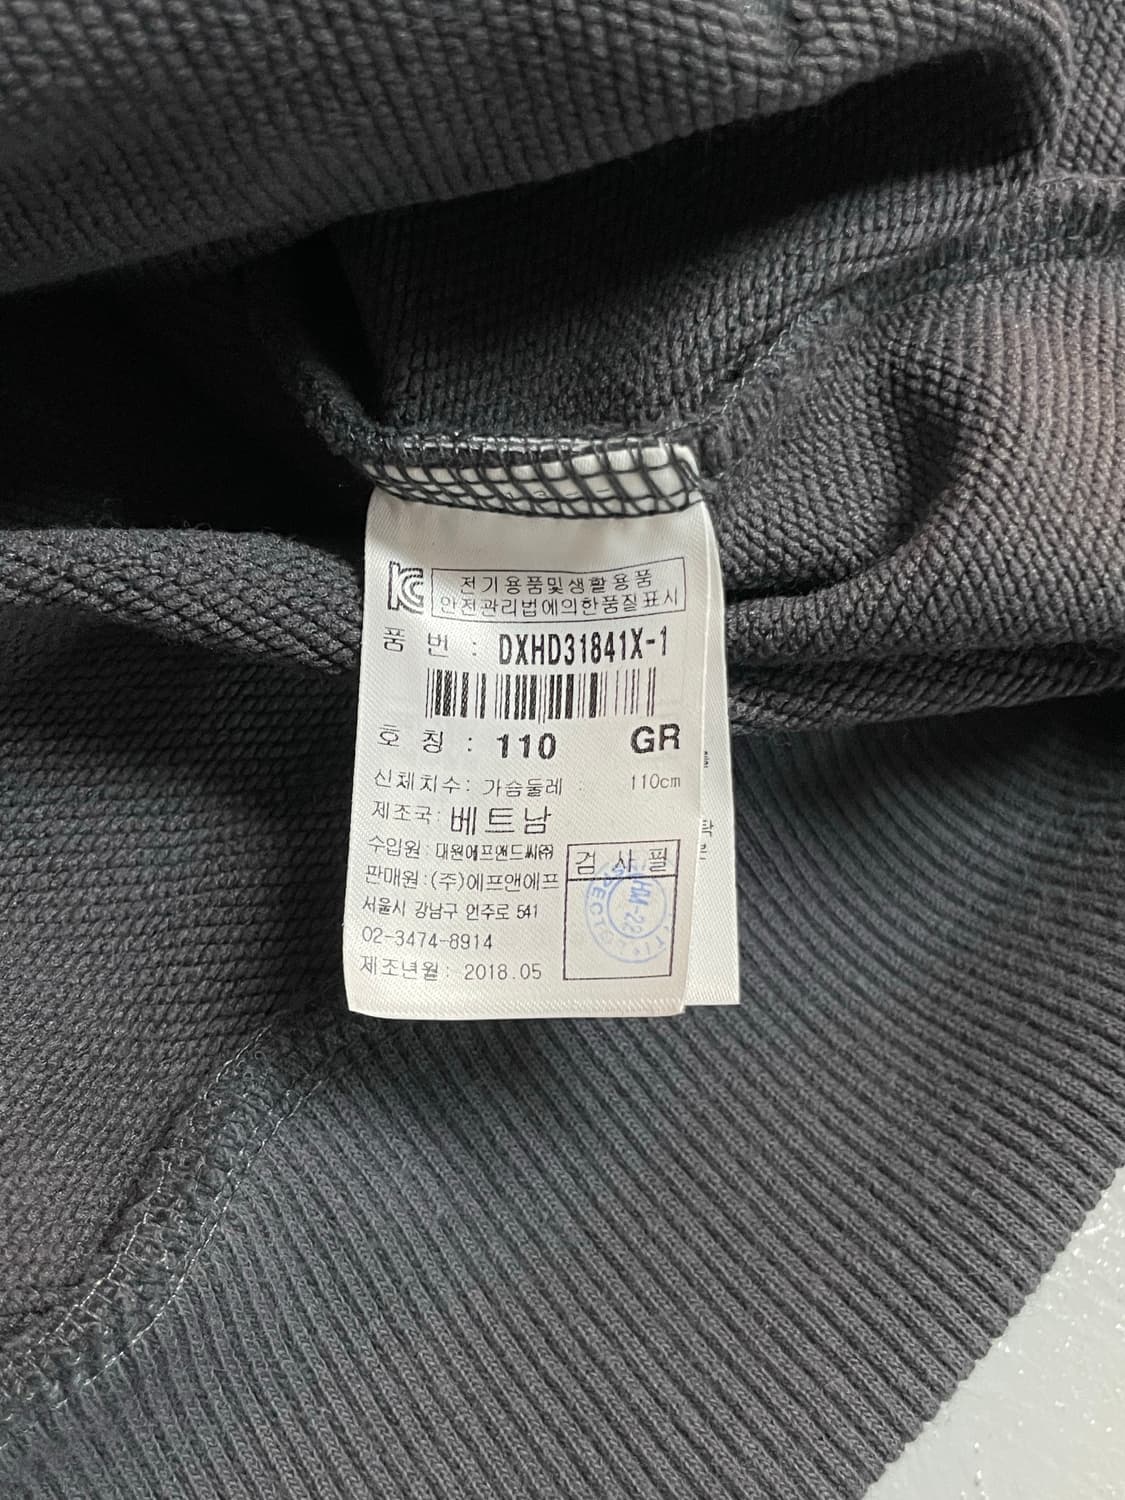 KC 전기용품및생활용품
안전관리법에의한품질표시
품 번 : DXHD31841X-1
호 칭 : 110 GR
신체치수: 가슴둘레 : 110cm
제조국: 베트남
수입원 : 대원에프앤드씨㈜
판매원 : (주)에프앤에프
서울시 강남구 언주로 541
02-3474-8914
제조년월 : 2018.05
검 사 필
HM-22